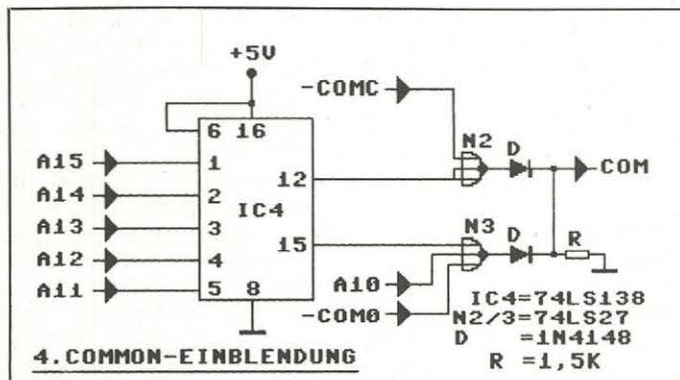 +5V
-COMC
6 16
N2
D
A15
1
COM
A14
2
12
IC4
A13
3
N3
15
D
R
A12
4
A10
A11
5
8
-COM0
IC4=74LS138
N2/3=74LS27
D =1N4148
R =1,5K
4.COMMON-EINBLENDUNG